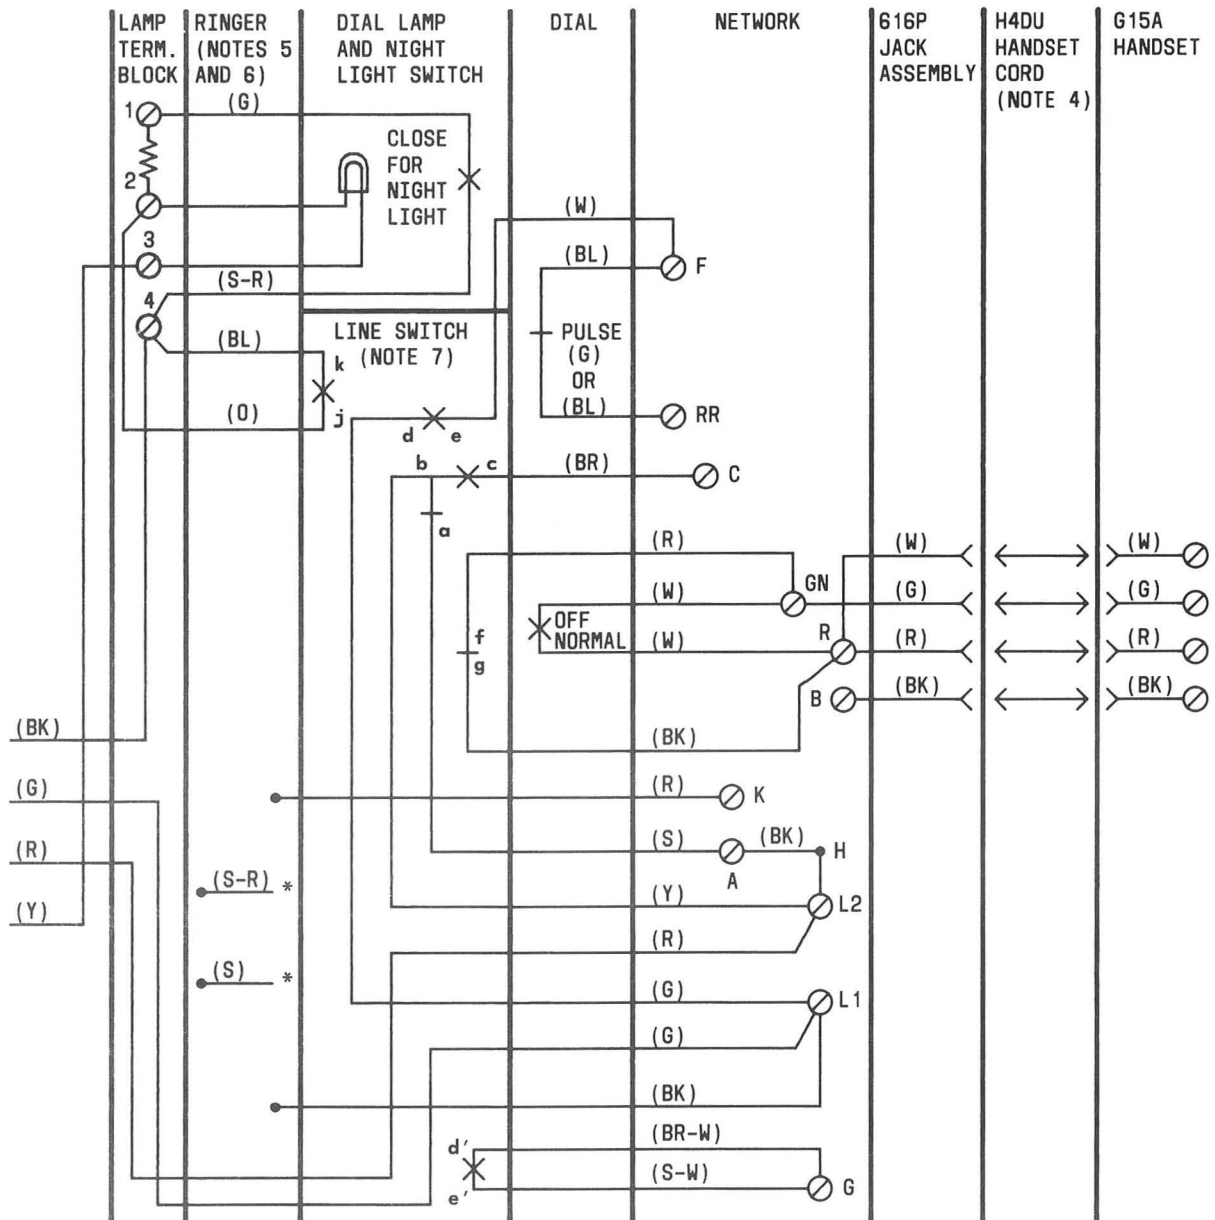 LAMP
TERM.
BLOCK
RINGER
(NOTES 5
AND 6)
DIAL LAMP
AND NIGHT
LIGHT SWITCH
DIAL
NETWORK
616P
JACK
ASSEMBLY
H4DU
HANDSET
CORD
(NOTE 4)
G15A
HANDSET
1
(G)
CLOSE
FOR
NIGHT
LIGHT
2
3
(S-R)
4
(BL)
(O)
LINE SWITCH
(NOTE 7)
k
j
(W)
(BL)
F
PULSE
(G)
OR
(BL)
RR
d e
b c
(BR)
C
a
(R)
(W)
GN
OFF
NORMAL
(W)
R
f
g
B
(W)
(G)
(R)
(BK)
(W)
(G)
(R)
(BK)
(BK)
(BK)
(G)
(R)
K
(R)
(S)
(BK)
H
A
(S-R) *
(Y)
(Y)
L2
(R)
(S) *
(G)
L1
(G)
(BK)
(BR-W)
d'
(S-W)
e'
G